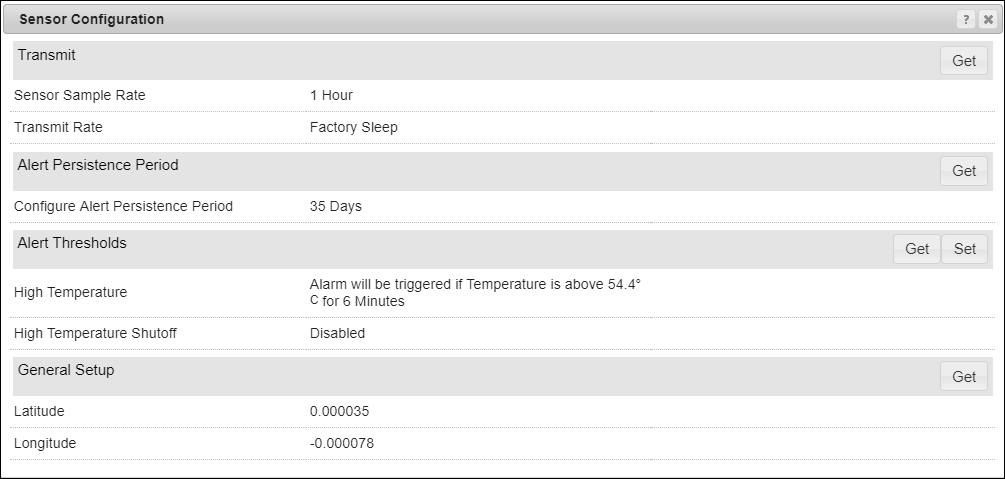 Sensor Configuration ? ✖
Transmit Get
Sensor Sample Rate 1 Hour
Transmit Rate Factory Sleep
Alert Persistence Period Get
Configure Alert Persistence Period 35 Days
Alert Thresholds Get Set
High Temperature Alarm will be triggered if Temperature is above 54.4°
C for 6 Minutes
High Temperature Shutoff Disabled
General Setup Get
Latitude 0.000035
Longitude -0.000078